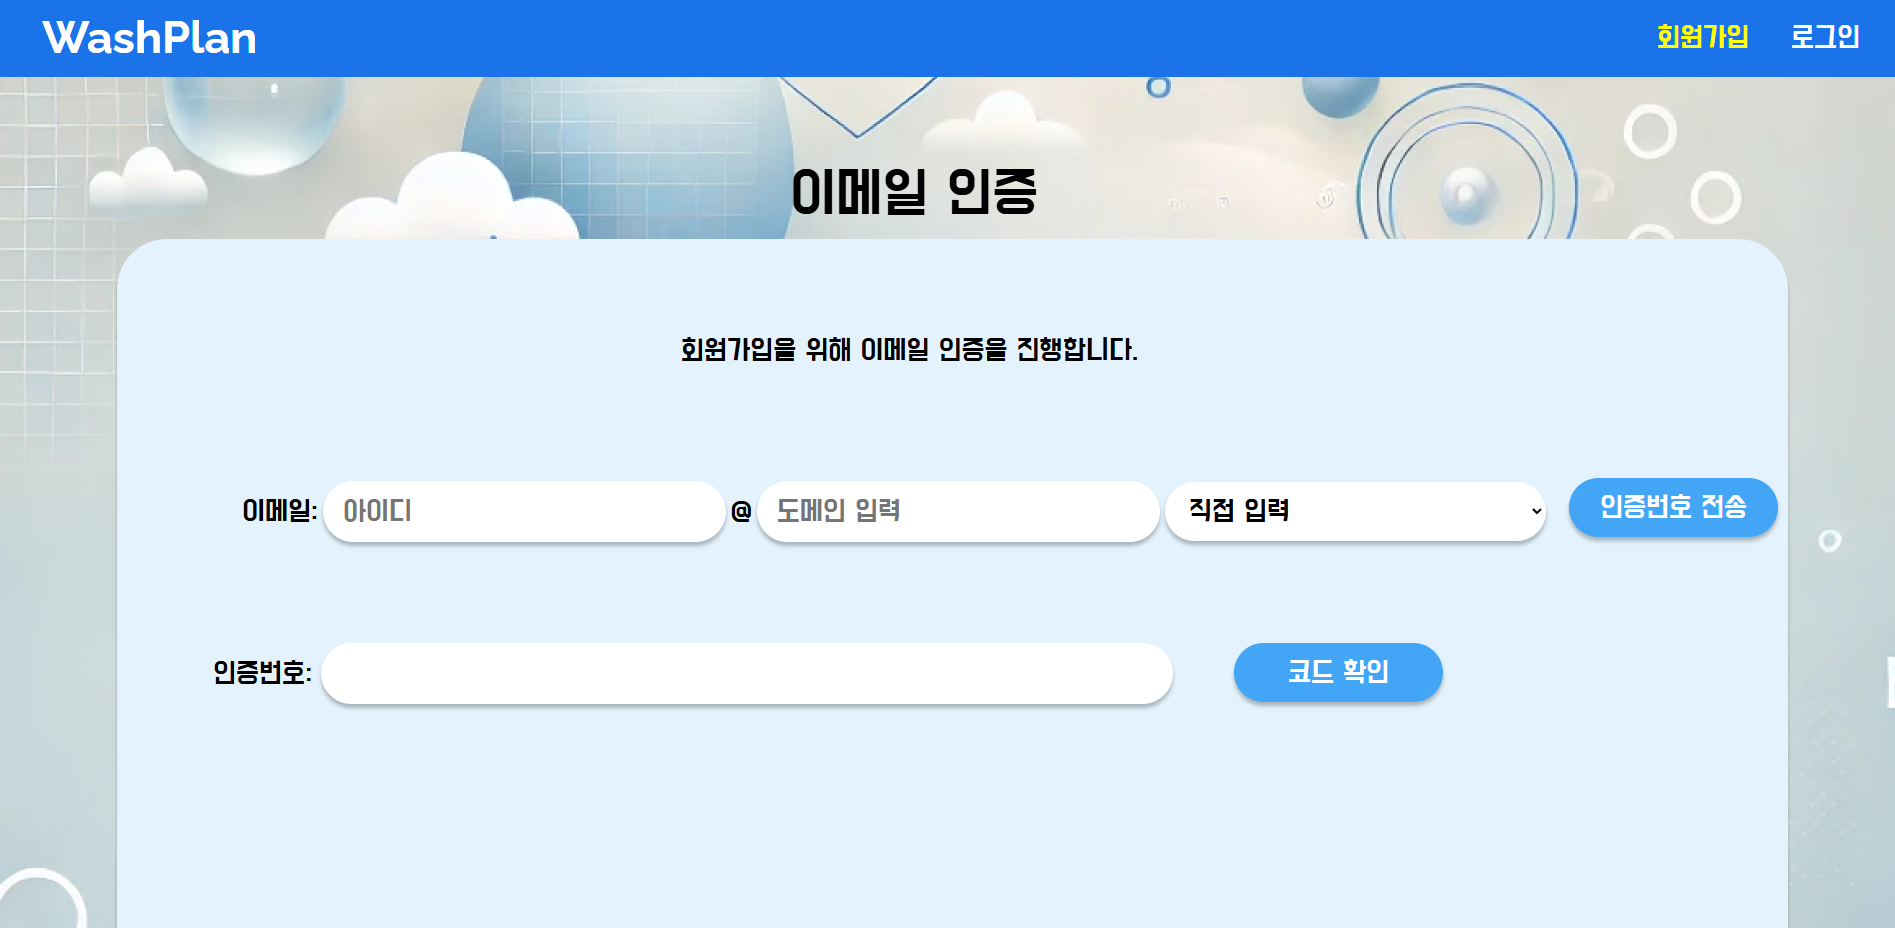 WashPlan 회원가입 로그인
이메일 인증
회원가입을 위해 이메일 인증을 진행합니다.
이메일: 아이디 @ 도메인 입력 직접 입력 인증번호 전송
인증번호: 코드 확인